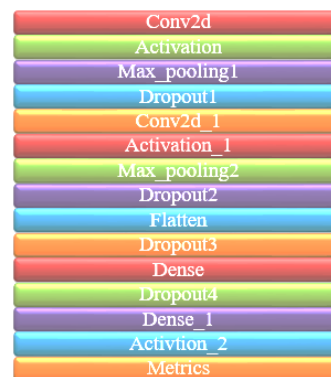 Conv2d
Activation
Max_pooling1
Dropout1
Conv2d_1
Activation_1
Max_pooling2
Dropout2
Flatten
Dropout3
Dense
Dropout4
Dense_1
Activtion_2
Metrics